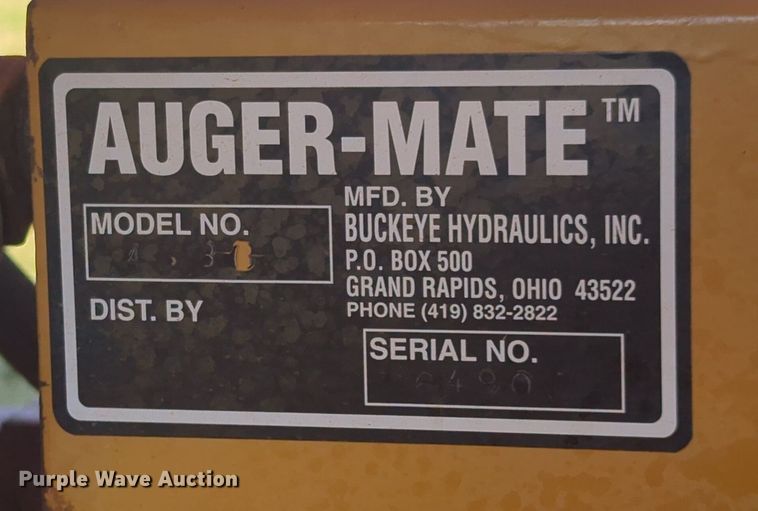 AUGER-MATE™
MFD. BY
BUCKEYE HYDRAULICS, INC.
P.O. BOX 500
GRAND RAPIDS, OHIO 43522
PHONE (419) 832-2822
MODEL NO.
DIST. BY
SERIAL NO.
Purple Wave Auction